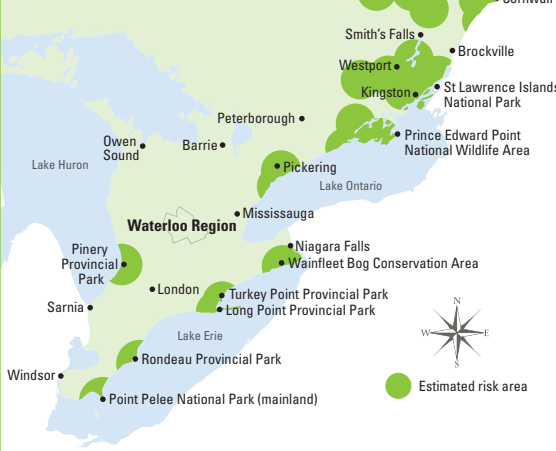 Cornwall
Smith's Falls
Brockville
Westport
Kingston
St Lawrence Islands
National Park
Peterborough
Prince Edward Point
National Wildlife Area
Owen
Sound
Barrie
Lake Huron
Pickering
Lake Ontario
Mississauga
Waterloo Region
Niagara Falls
Pinery
Provincial
Park
Wainfleet Bog Conservation Area
London
Turkey Point Provincial Park
Long Point Provincial Park
Sarnia
N
W
E
S
Lake Erie
Rondeau Provincial Park
Windsor
Estimated risk area
Point Pelee National Park (mainland)